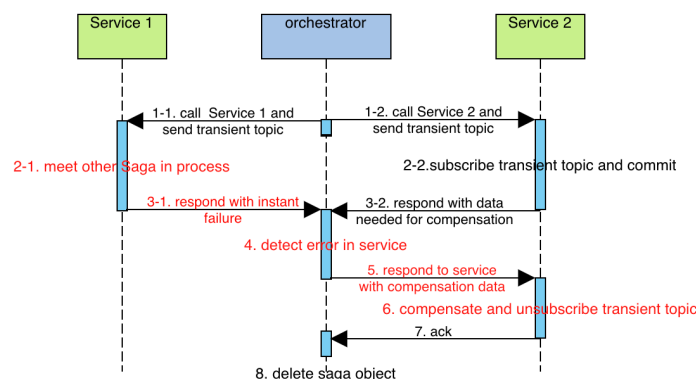 Service 1
orchestrator
Service 2
1-1. call  Service 1 and
send transient topic
1-2. call Service 2 and
send transient topic
2-1. meet other Saga in process
2-2.subscribe transient topic and commit
3-1. respond with instant
failure
3-2. respond with data
needed for compensation
4. detect error in service
5. respond to service
with compensation data
6. compensate and unsubscribe transient topic
7. ack
8. delete saga object